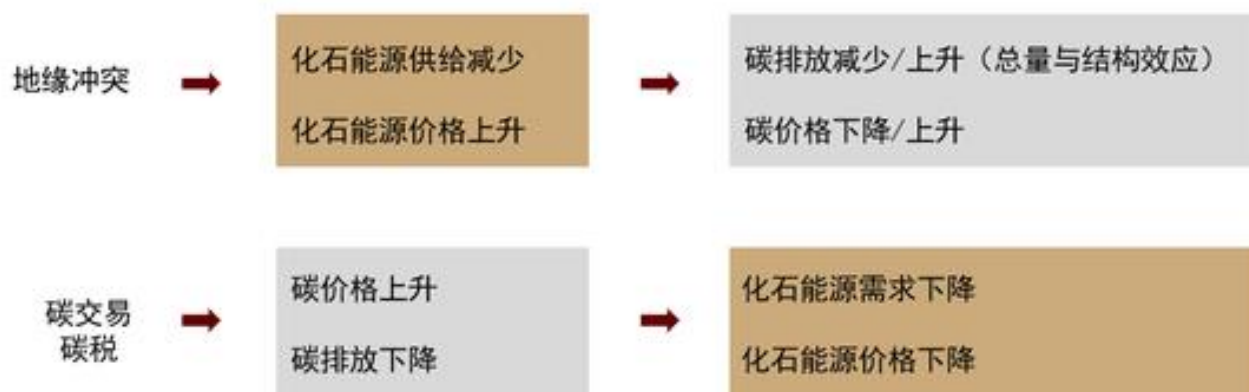 地缘冲突
化石能源供给减少
化石能源价格上升
碳排放减少/上升（总量与结构效应）
碳价格下降/上升
碳交易
碳税
碳价格上升
碳排放下降
化石能源需求下降
化石能源价格下降